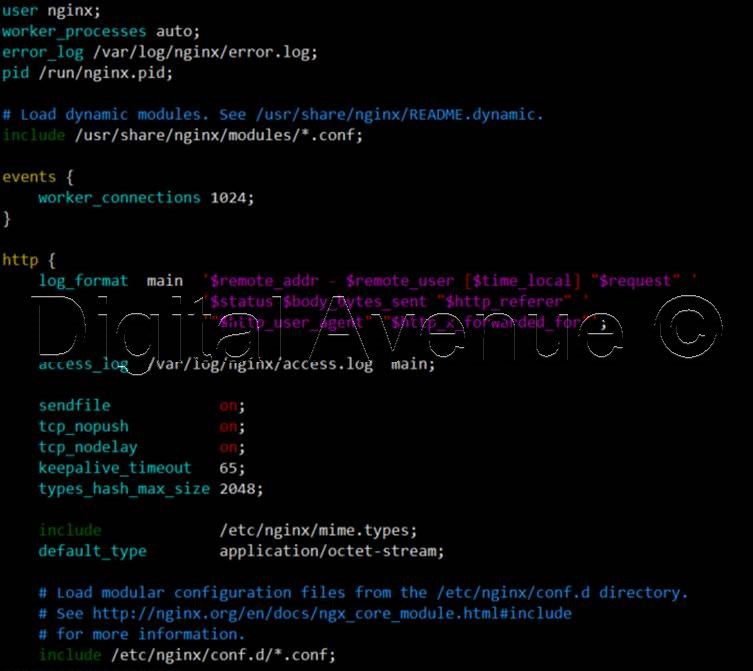 user nginx;
worker_processes auto;
error_log /var/log/nginx/error.log;
pid /run/nginx.pid;
# Load dynamic modules. See /usr/share/nginx/README.dynamic.
include /usr/share/nginx/modules/*.conf;
events {
    worker_connections 1024;
}
http {
    log_format  main  '$remote_addr - $remote_user [$time_local] "$request" '
                      '$status $body_bytes_sent "$http_referer" '
                      '"$http_user_agent" "$http_x_forwarded_for"';
Digital Avenue ©
    access_log  /var/log/nginx/access.log  main;
    sendfile            on;
    tcp_nopush          on;
    tcp_nodelay         on;
    keepalive_timeout   65;
    types_hash_max_size 2048;
    include             /etc/nginx/mime.types;
    default_type        application/octet-stream;
    # Load modular configuration files from the /etc/nginx/conf.d directory.
    # See http://nginx.org/en/docs/ngx_core_module.html#include
    # for more information.
    include /etc/nginx/conf.d/*.conf;